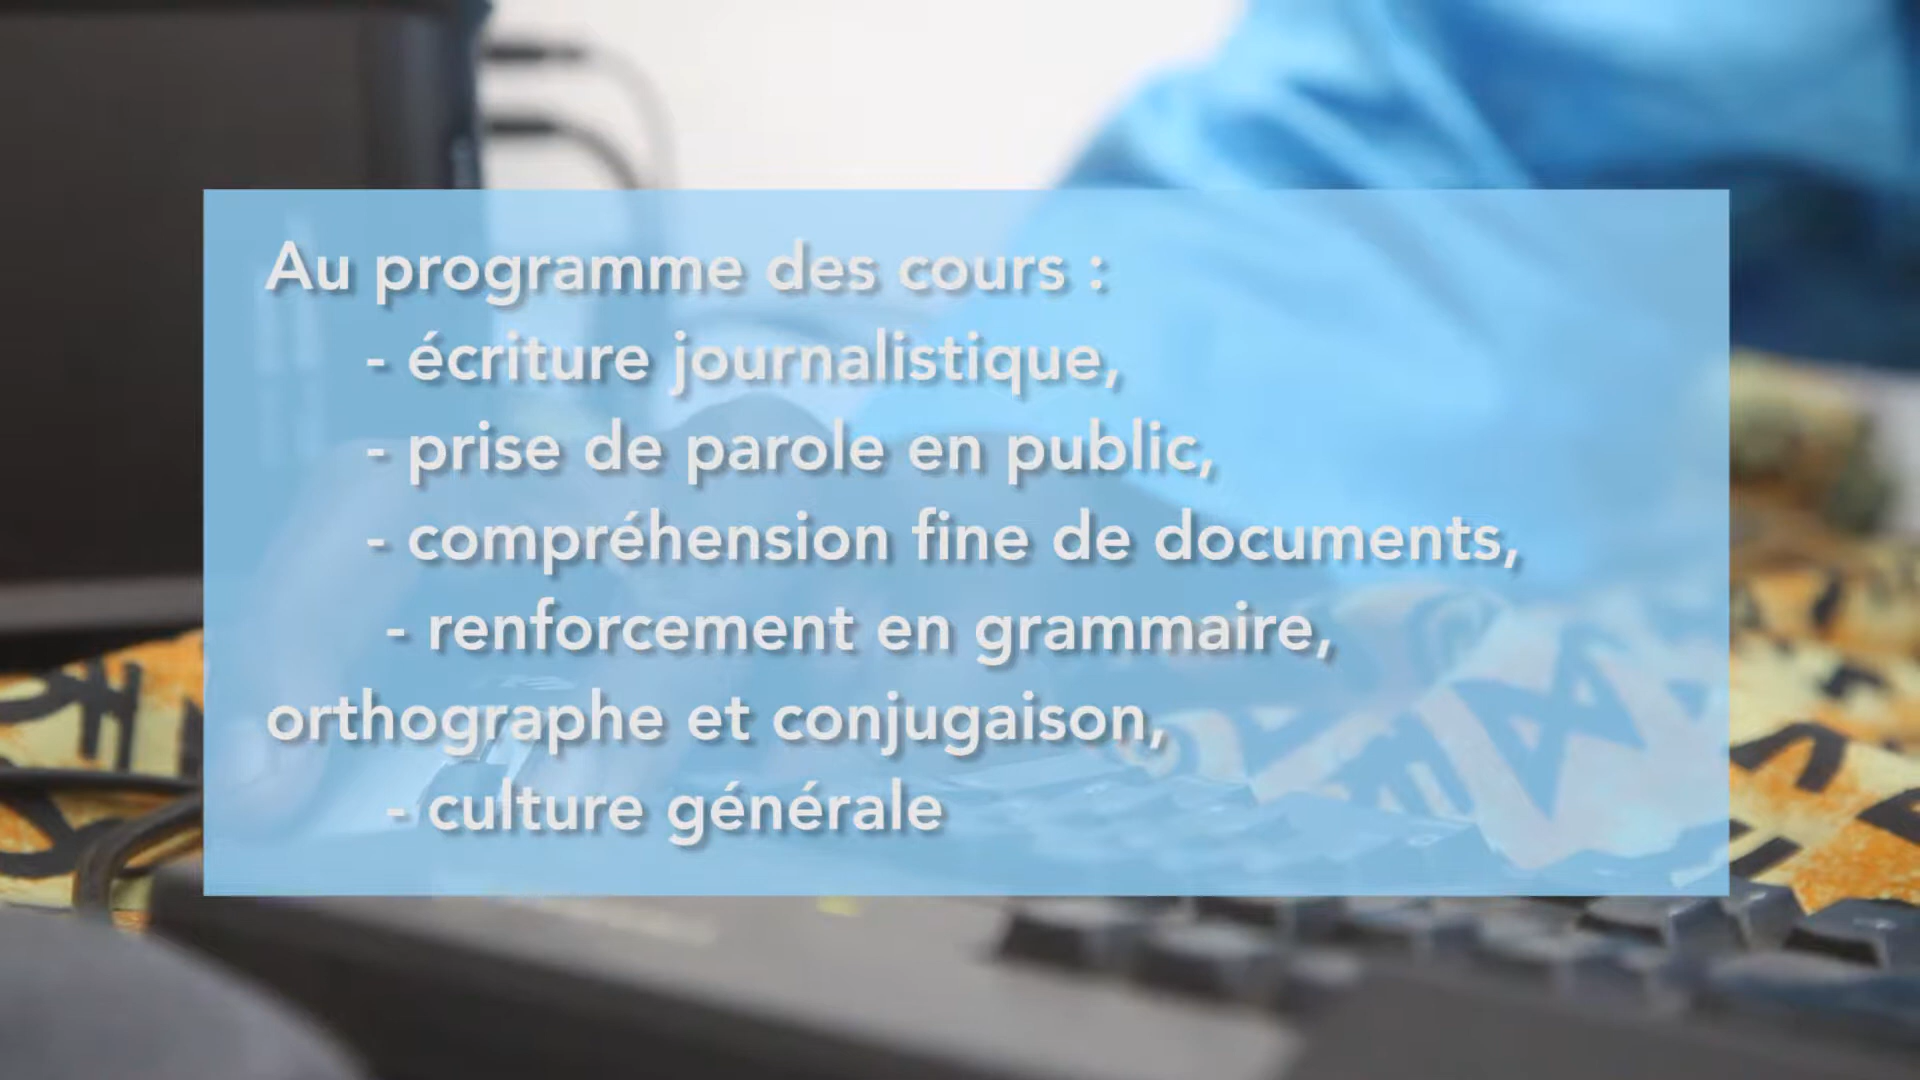 Au programme des cours :
- écriture journalistique,
- prise de parole en public,
- compréhension fine de documents,
- renforcement en grammaire,
orthographe et conjugaison,
- culture générale